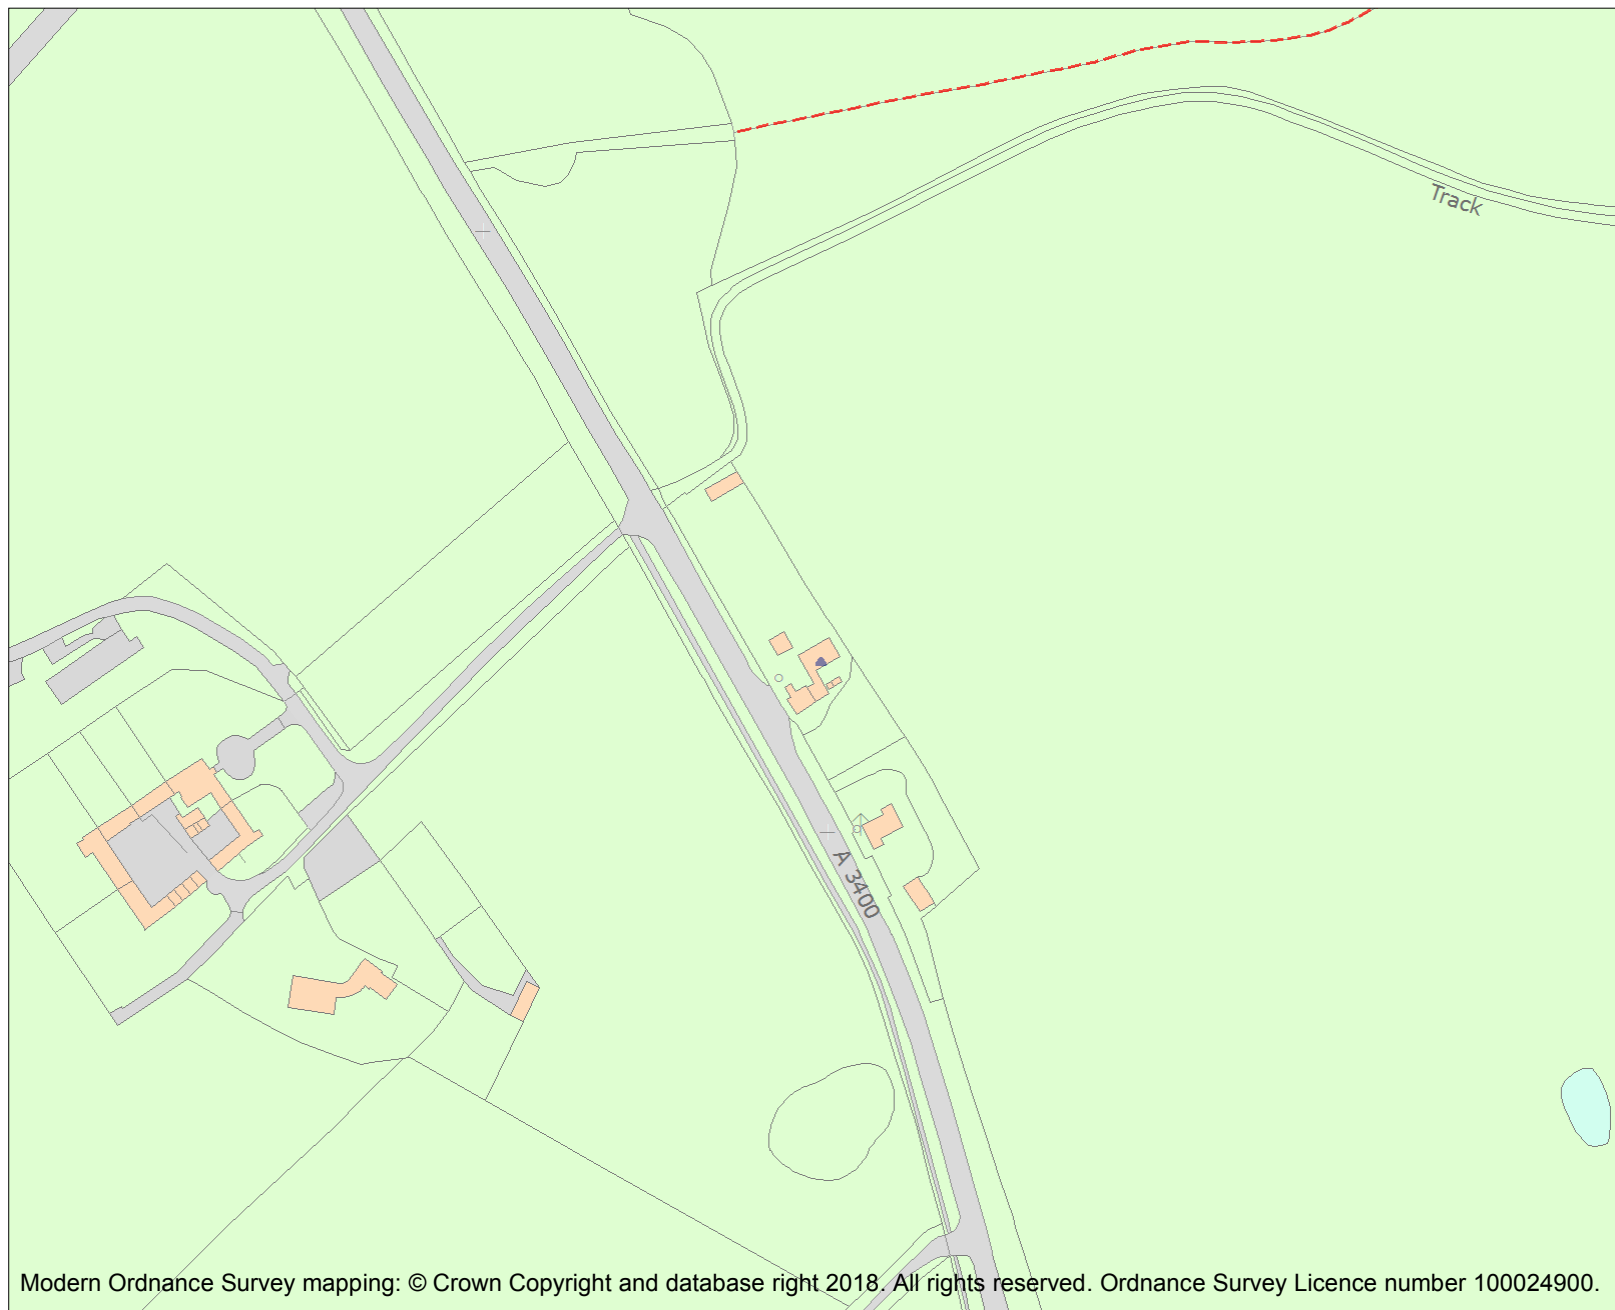 Track
A 3400
Modern Ordnance Survey mapping: © Crown Copyright and database right 2018. All rights reserved. Ordnance Survey Licence number 100024900.